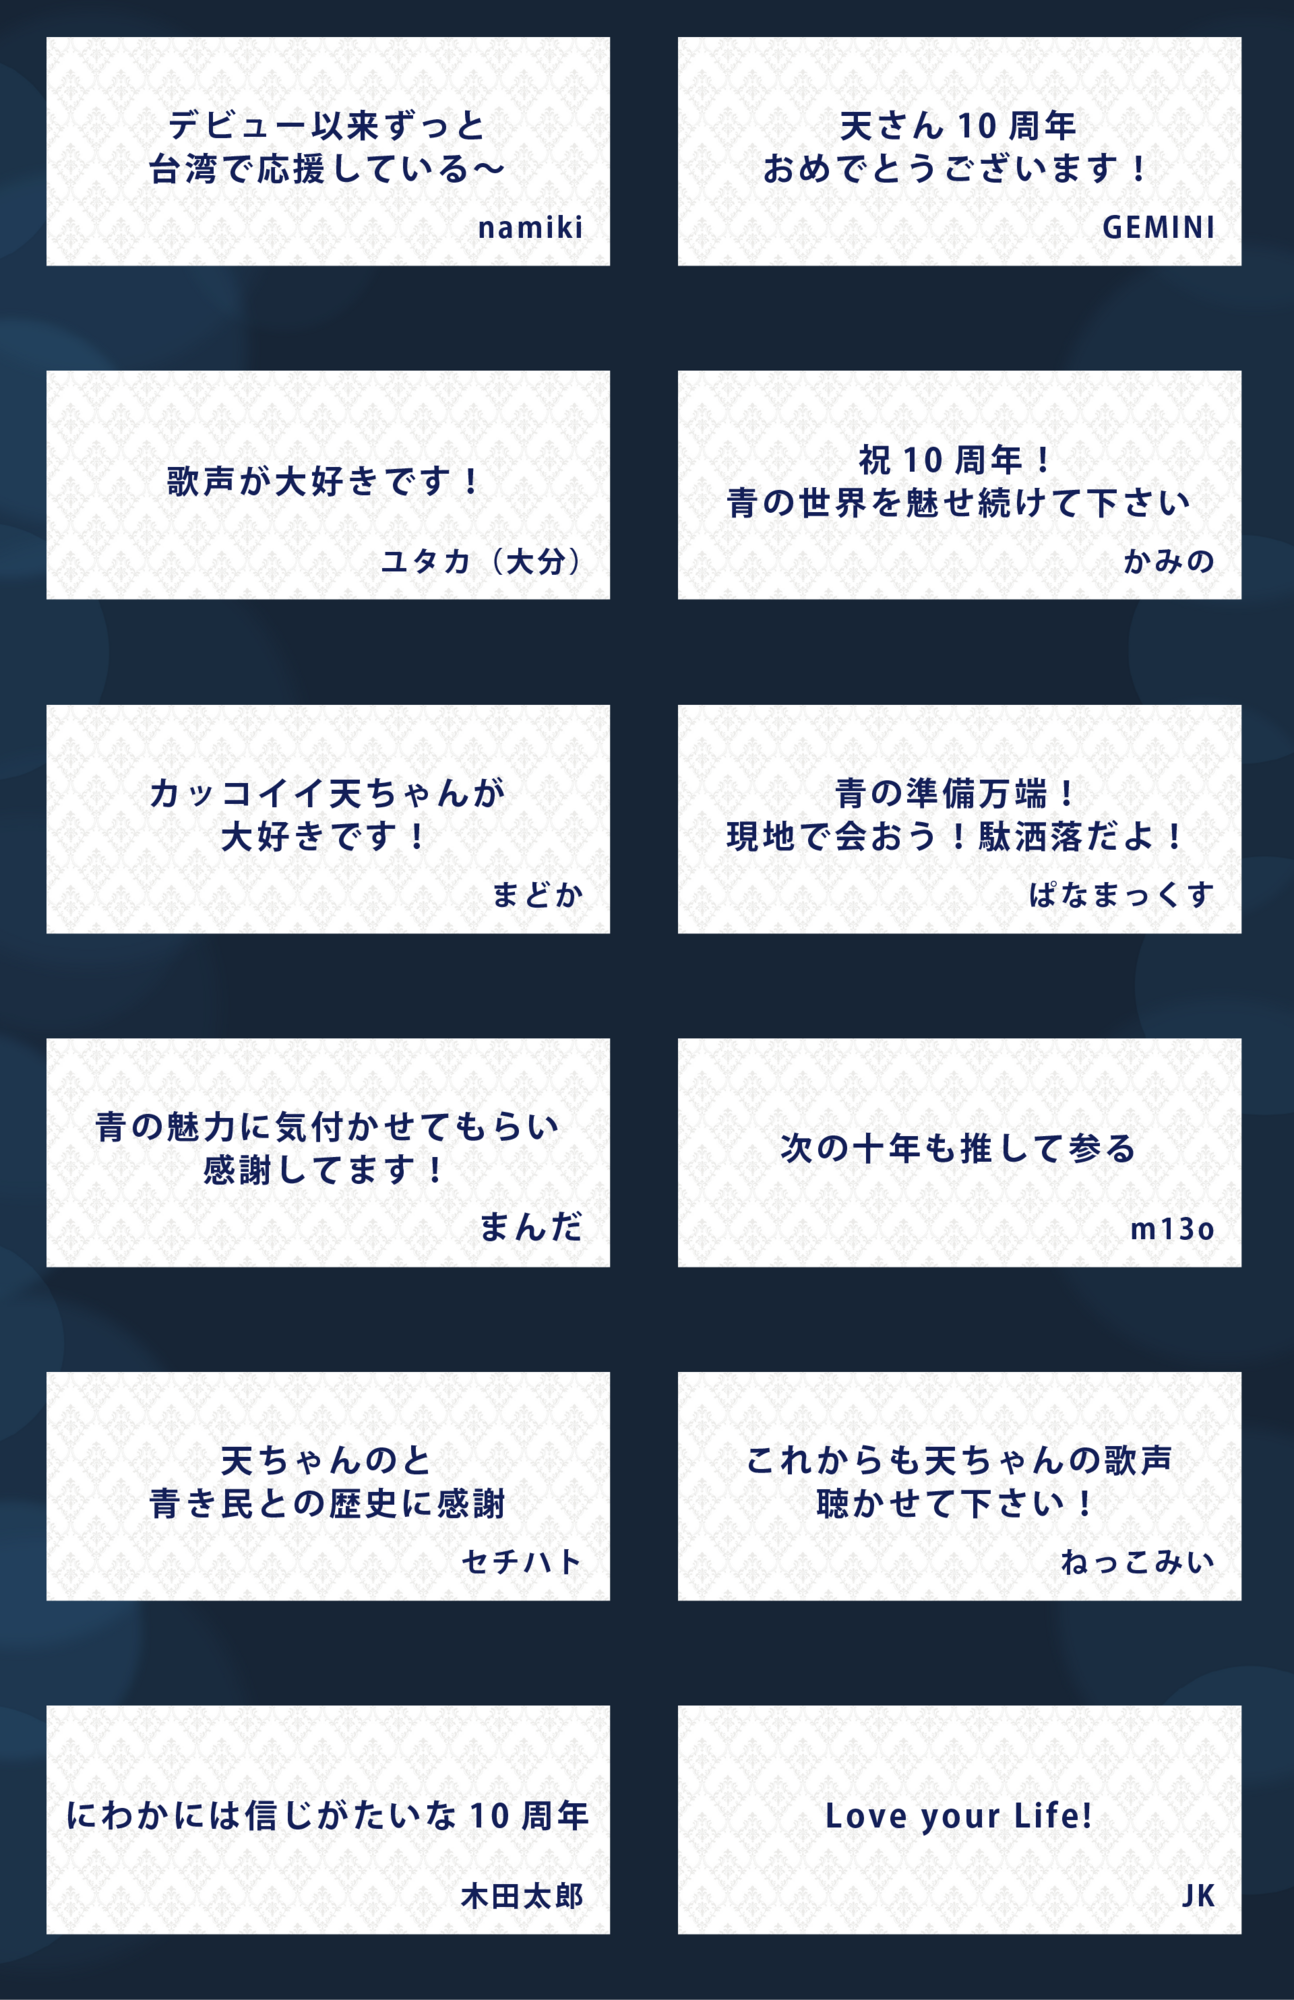 デビュー以来ずっと
台湾で応援している～
namiki
天さん 10 周年
おめでとうございます！
GEMINI
歌声が大好きです！
ユタカ（大分）
祝 10 周年！
青の世界を魅せ続けて下さい
かみの
カッコイイ天ちゃんが
大好きです！
まどか
青の準備万端！
現地で会おう！駄洒落だよ！
ぱなまっくす
青の魅力に気付かせてもらい
感謝してます！
まんだ
次の十年も推して参る
m13o
天ちゃんのと
青き民との歴史に感謝
セチハト
これからも天ちゃんの歌声
聴かせて下さい！
ねっこみい
にわかには信じがたいな 10 周年
木田太郎
Love your Life!
JK